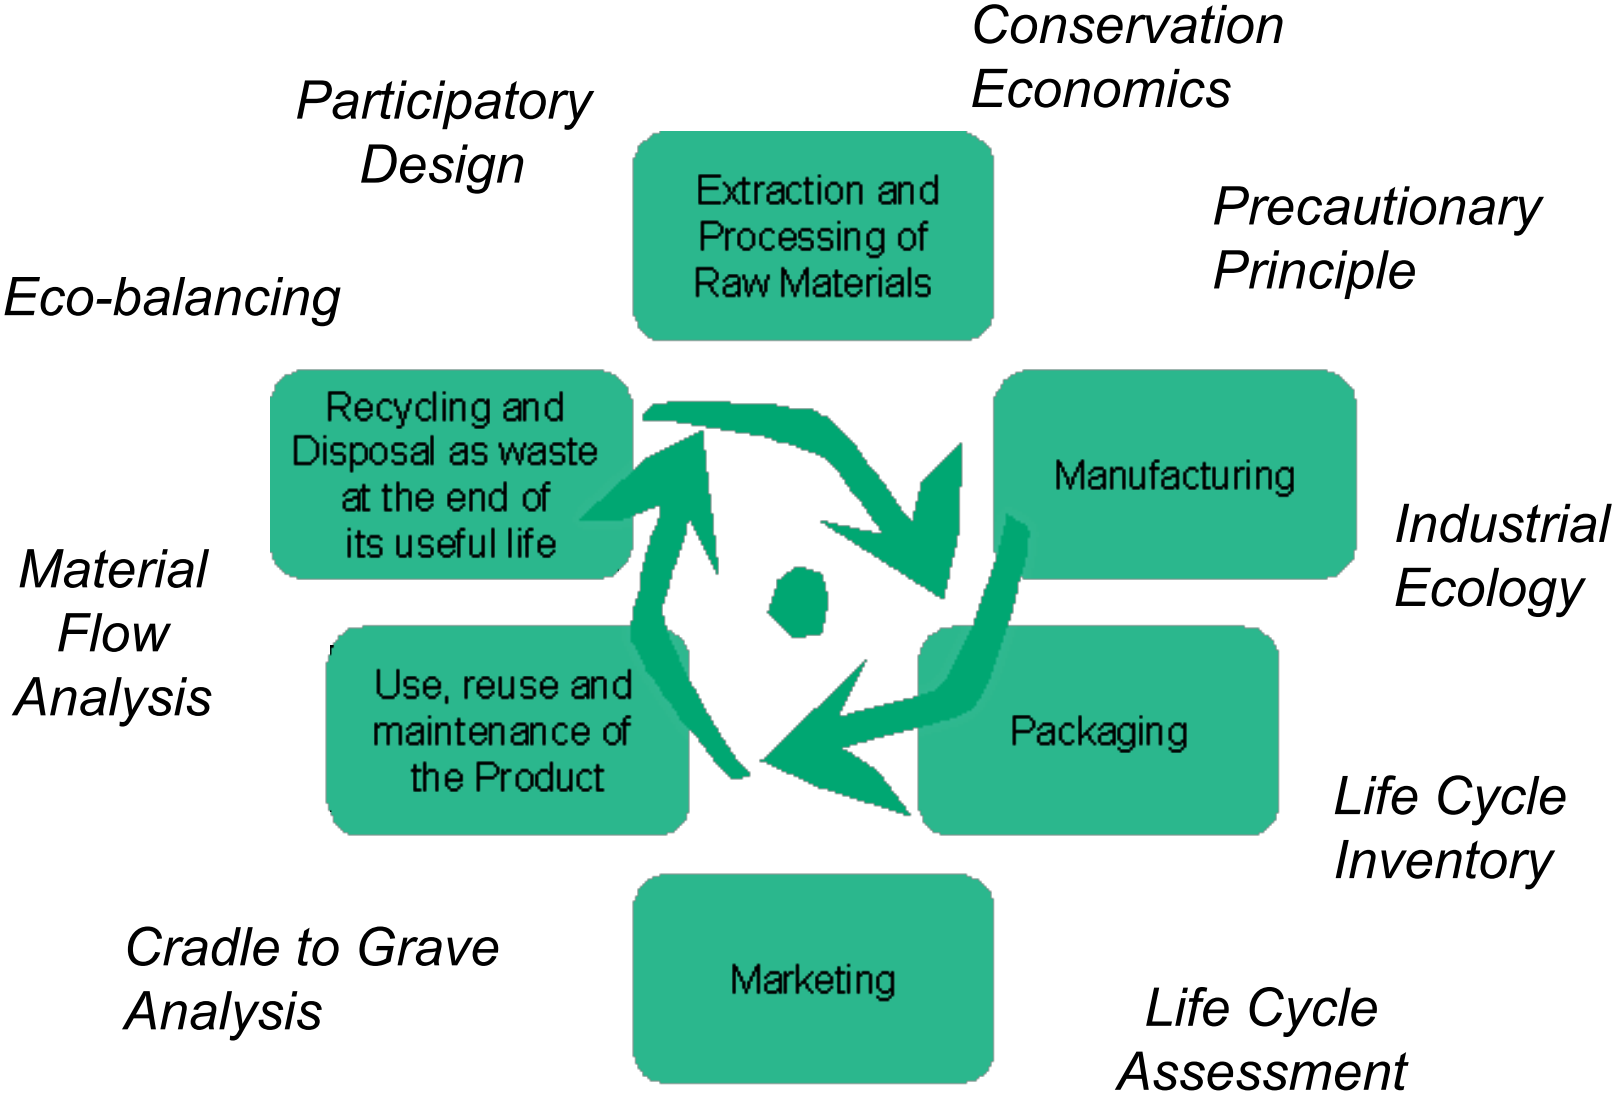 Conservation
Economics
Participatory
Design
Extraction and
Processing of
Raw Materials
Precautionary
Principle
Eco-balancing
Recycling and
Disposal as waste
at the end of
its useful life
Manufacturing
Industrial
Ecology
Material
Flow
Analysis
Use, reuse and
maintenance of
the Product
Packaging
Life Cycle
Inventory
Cradle to Grave
Analysis
Marketing
Life Cycle
Assessment